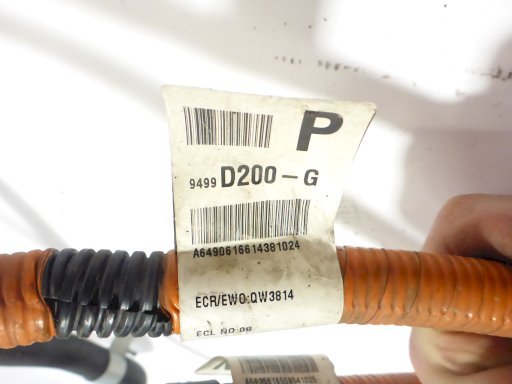 P
9499 D200-G
A6490616614381024
ECR/EWO:QW3814
ECL NO:00